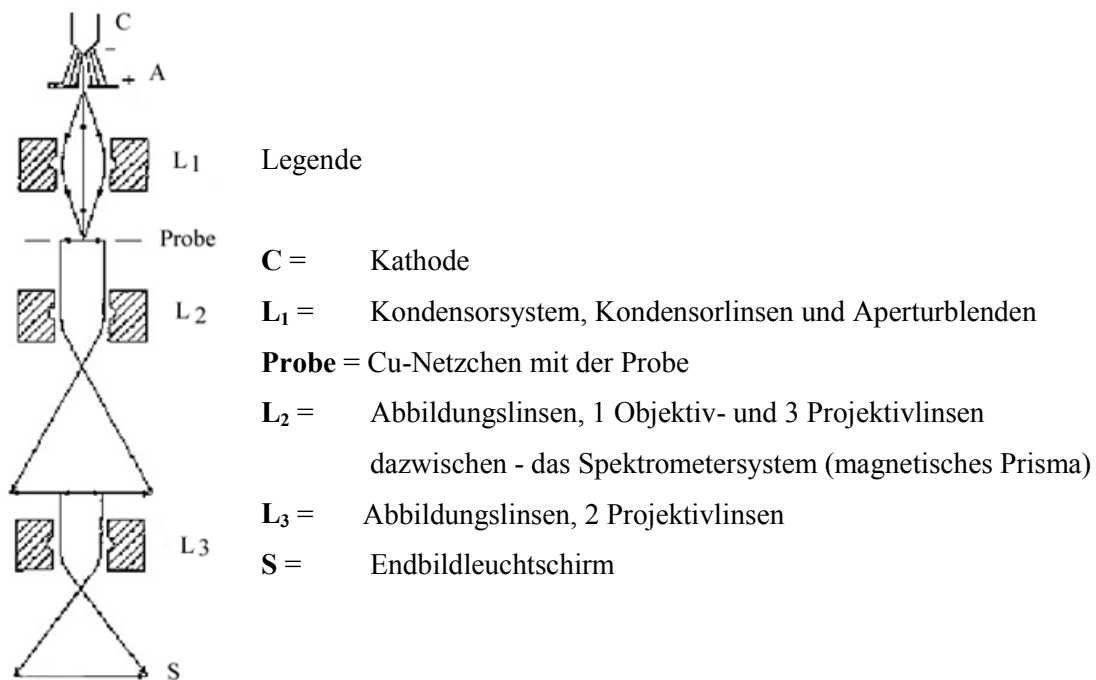 C
−
+ A
L1
Legende
Probe
C = Kathode
L2
L1 = Kondensorsystem, Kondensorlinsen und Aperturblenden
Probe = Cu-Netzchen mit der Probe
L2 = Abbildungslinsen, 1 Objektiv- und 3 Projektivlinsen
dazwischen - das Spektrometersystem (magnetisches Prisma)
L3 = Abbildungslinsen, 2 Projektivlinsen
L3
S = Endbildleuchtschirm
S